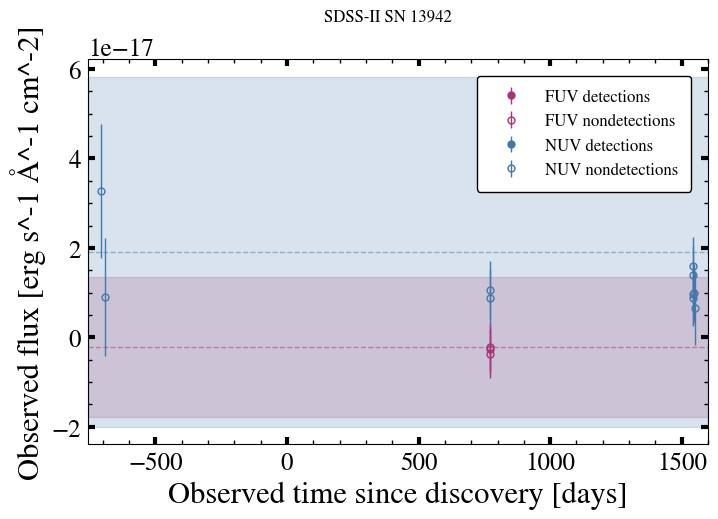 SDSS-II SN 13942
1e−17
Observed flux [erg s^-1 Å^-1 cm^-2]
6
4
2
0
−2
FUV detections
FUV nondetections
NUV detections
NUV nondetections
−500
0
500
1000
1500
Observed time since discovery [days]